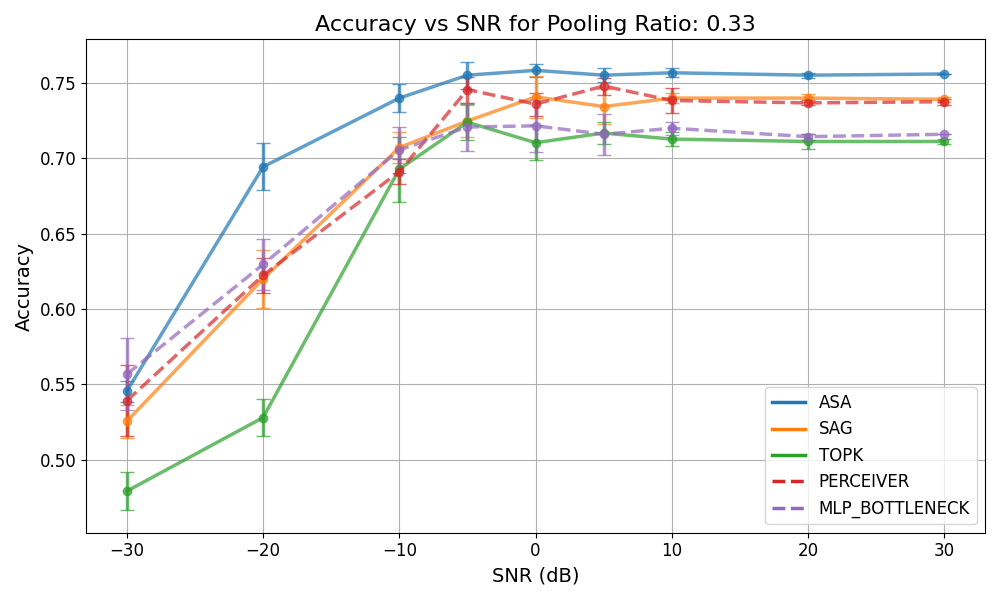 Accuracy vs SNR for Pooling Ratio: 0.33
Accuracy
0.75
0.70
0.65
0.60
0.55
0.50
ASA
SAG
TOPK
PERCEIVER
MLP_BOTTLENECK
−30
−20
−10
0
10
20
30
SNR (dB)